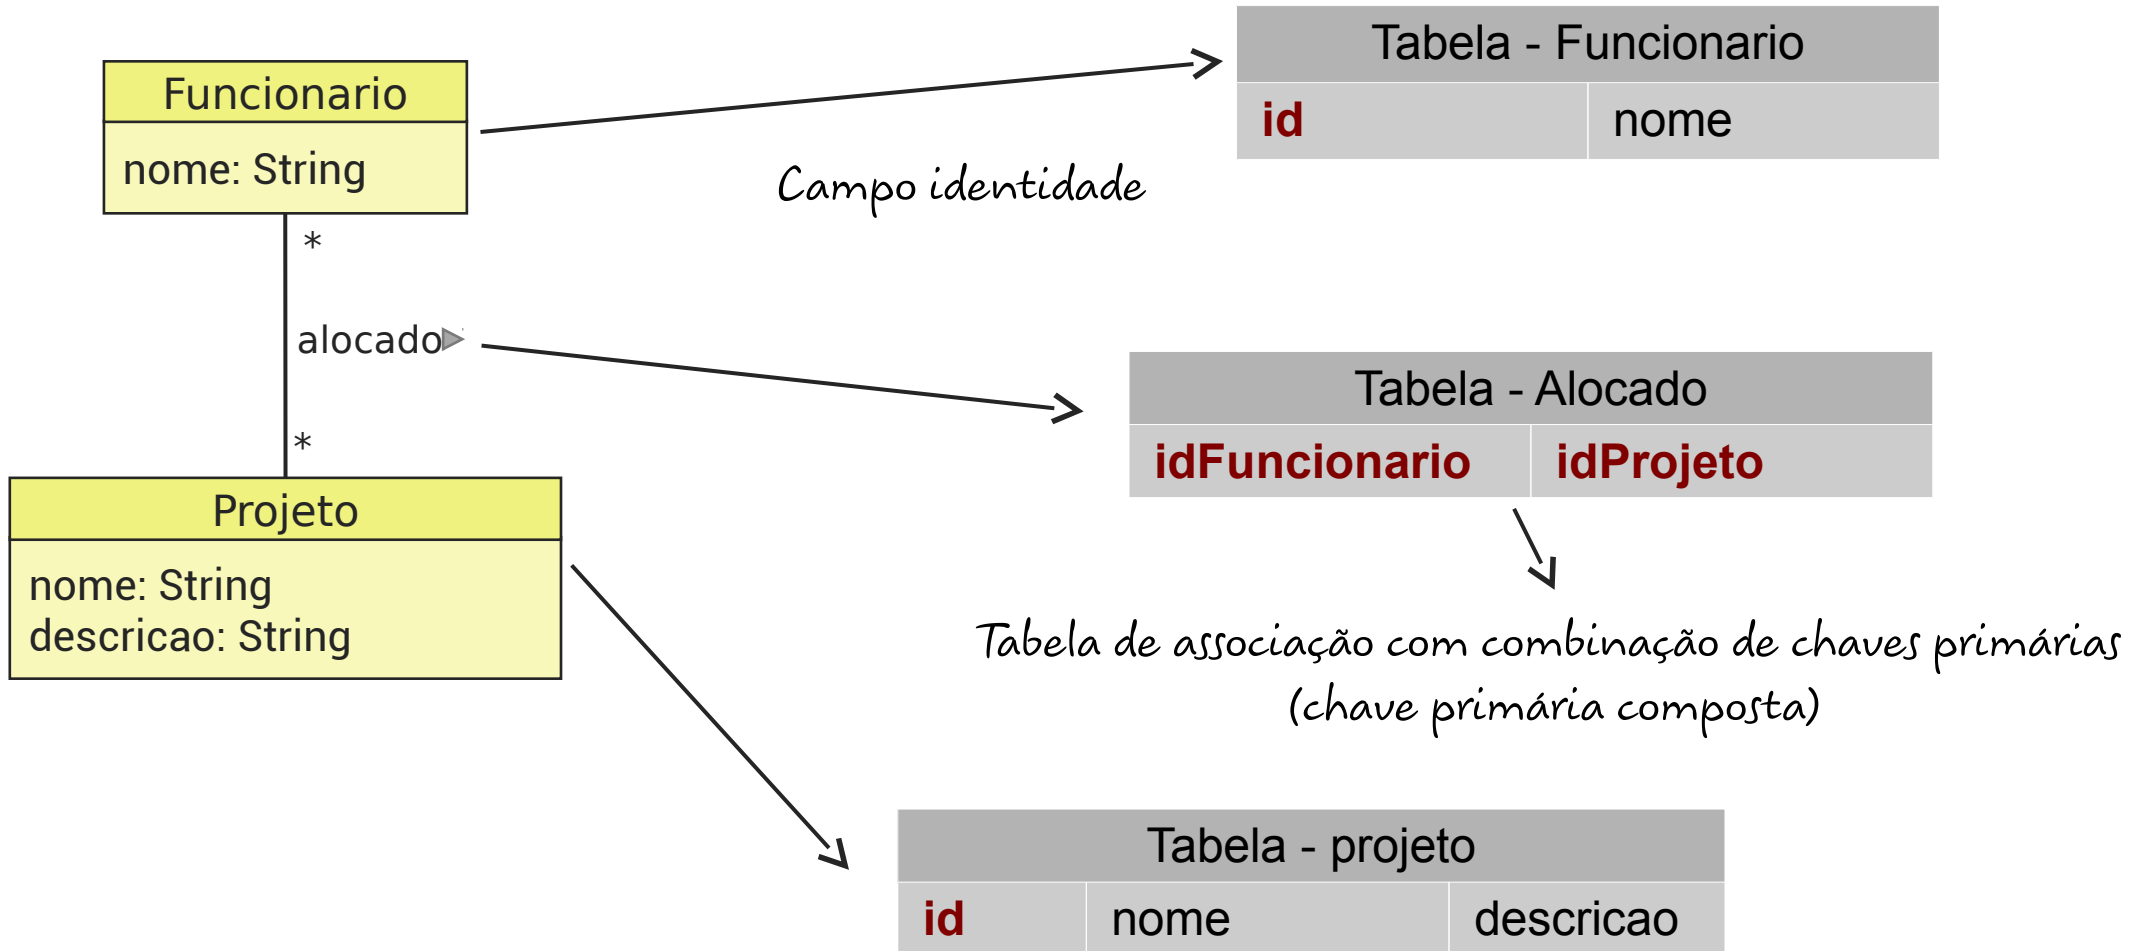 Funcionario
nome: String
*
alocado
*
Projeto
nome: String
descricao: String
Tabela - Funcionario
id nome
Campo identidade
Tabela - Alocado
idFuncionario idProjeto
Tabela de associação com combinação de chaves primárias
(chave primária composta)
Tabela - projeto
id nome descricao